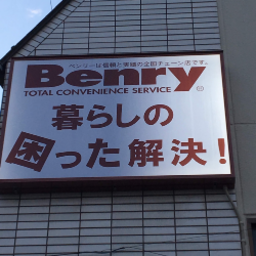 ベンリーは信頼と実績の全国チェーン店です。
Benry®
TOTAL CONVENIENCE SERVICE
暮らしの
困った解決!